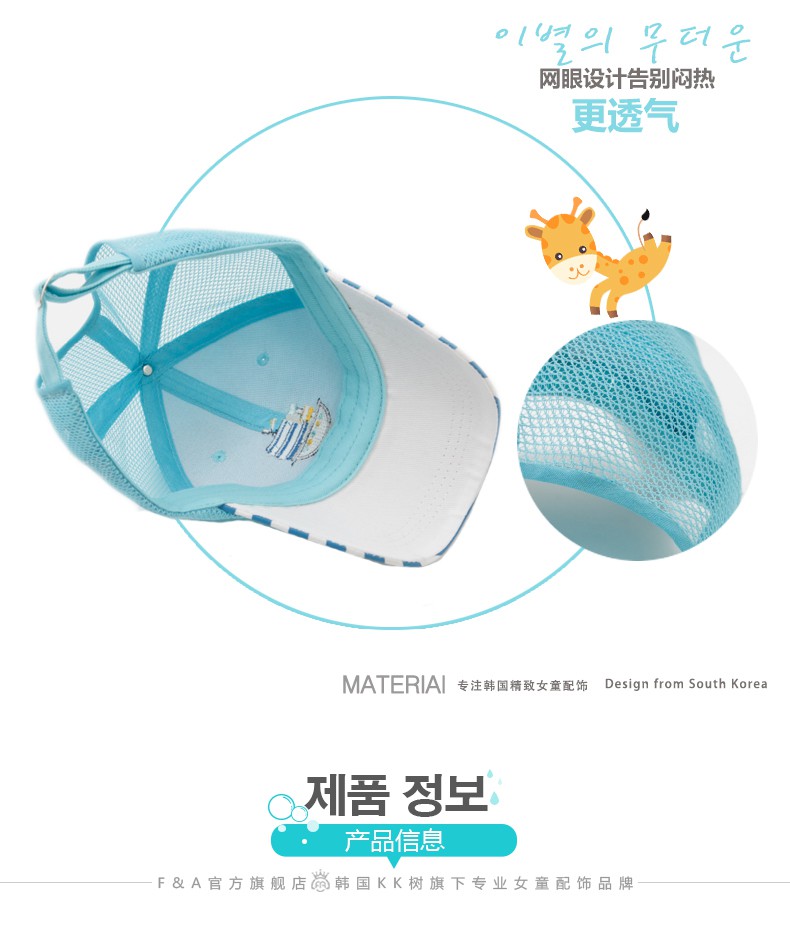 이별의 무더운
网眼设计告别闷热
更透气
MATERIAl 专注韩国精致女童配饰 Design from South Korea
제품 정보
产品信息
F&A官方旗舰店 韩国KK树旗下专业女童配饰品牌